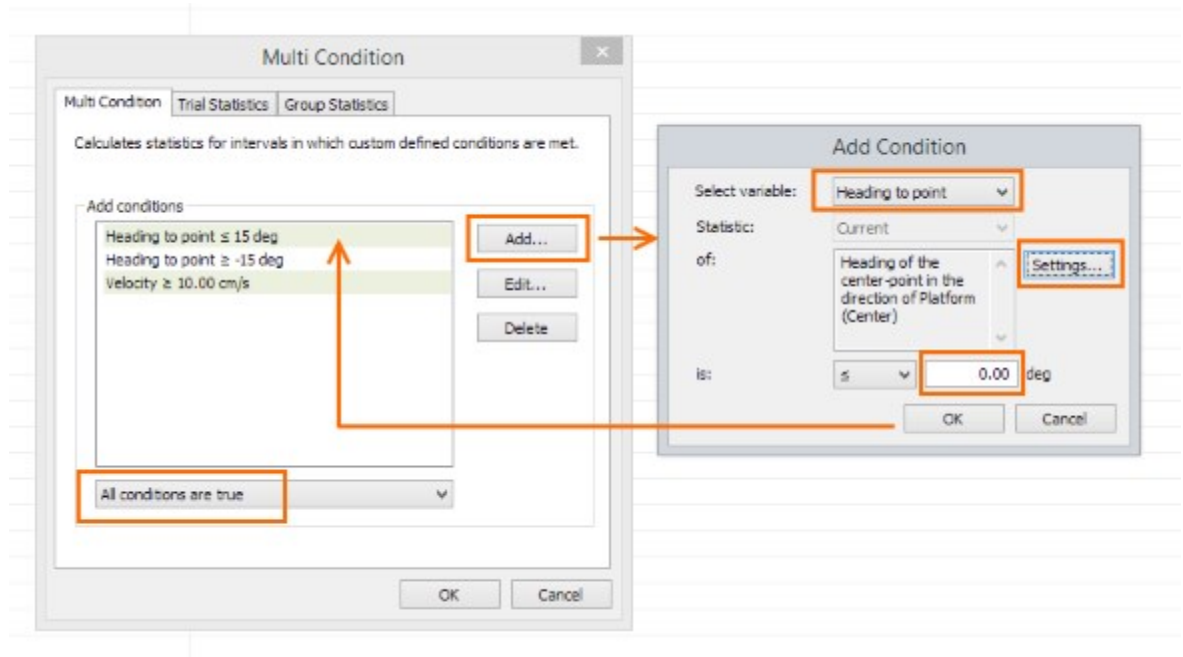 Multi Condition
Multi Condition Trial Statistics Group Statistics
Calculates statistics for intervals in which custom defined conditions are met.
Add conditions
Heading to point ≤ 15 deg
Heading to point ≥ -15 deg
Velocity ≥ 10.00 cm/s
Add...
Edit...
Delete
All conditions are true
OK Cancel
Add Condition
Select variable: Heading to point
Statistic: Current
of: Heading of the
center-point in the
direction of Platform
(Center)
Settings...
is: ≤ 0.00 deg
OK Cancel